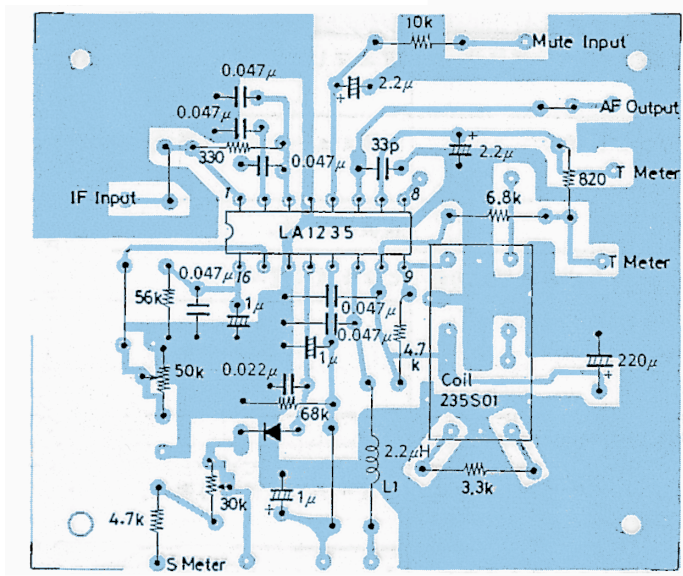 10k
Mute Input
0.047μ
2.2μ
+
0.047μ
AF Output
33p
+
2.2μ
330
0.047μ
820
T Meter
IF Input
1
8
6.8k
LA1235
16
9
T Meter
0.047μ
56k
1μ
0.047μ
0.047μ
4.7
k
1μ
50k
0.022μ
220μ
+
Coil
235S01
68k
2.2μH
L1
3.3k
30k
1μ
+
4.7k
S Meter